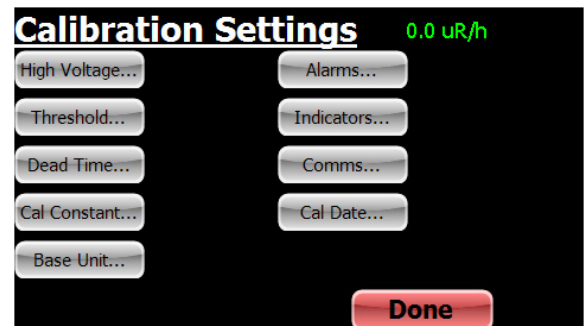 Calibration Settings
0.0 uR/h
High Voltage...
Alarms...
Threshold...
Indicators...
Dead Time...
Comms...
Cal Constant...
Cal Date...
Base Unit...
Done